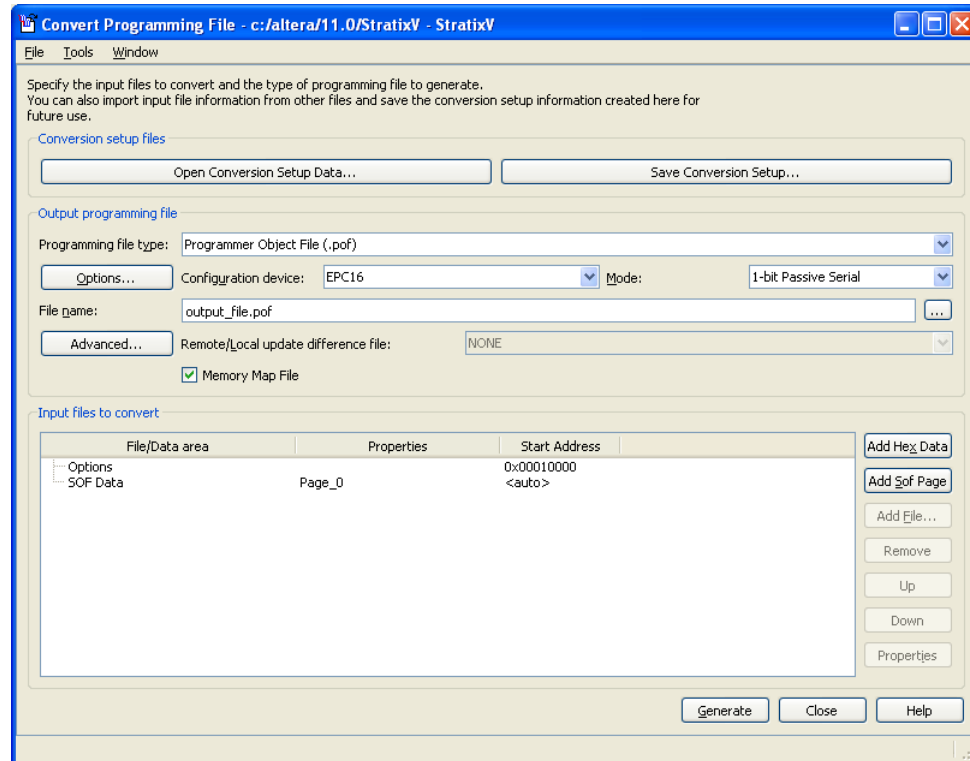 Convert Programming File - c:/altera/11.0/StratixV - StratixV
File Tools Window
Specify the input files to convert and the type of programming file to generate.
You can also import input file information from other files and save the conversion setup information created here for
future use.
Conversion setup files
Open Conversion Setup Data... Save Conversion Setup...
Output programming file
Programming file type: Programmer Object File (.pof)
Options... Configuration device: EPC16 Mode: 1-bit Passive Serial
File name: output_file.pof ...
Advanced... Remote/Local update difference file: NONE
Memory Map File
Input files to convert
File/Data area Properties Start Address Add Hex Data
Options 0x00010000
SOF Data Page_0 <auto> Add Sof Page
Add File...
Remove
Up
Down
Properties
Generate Close Help